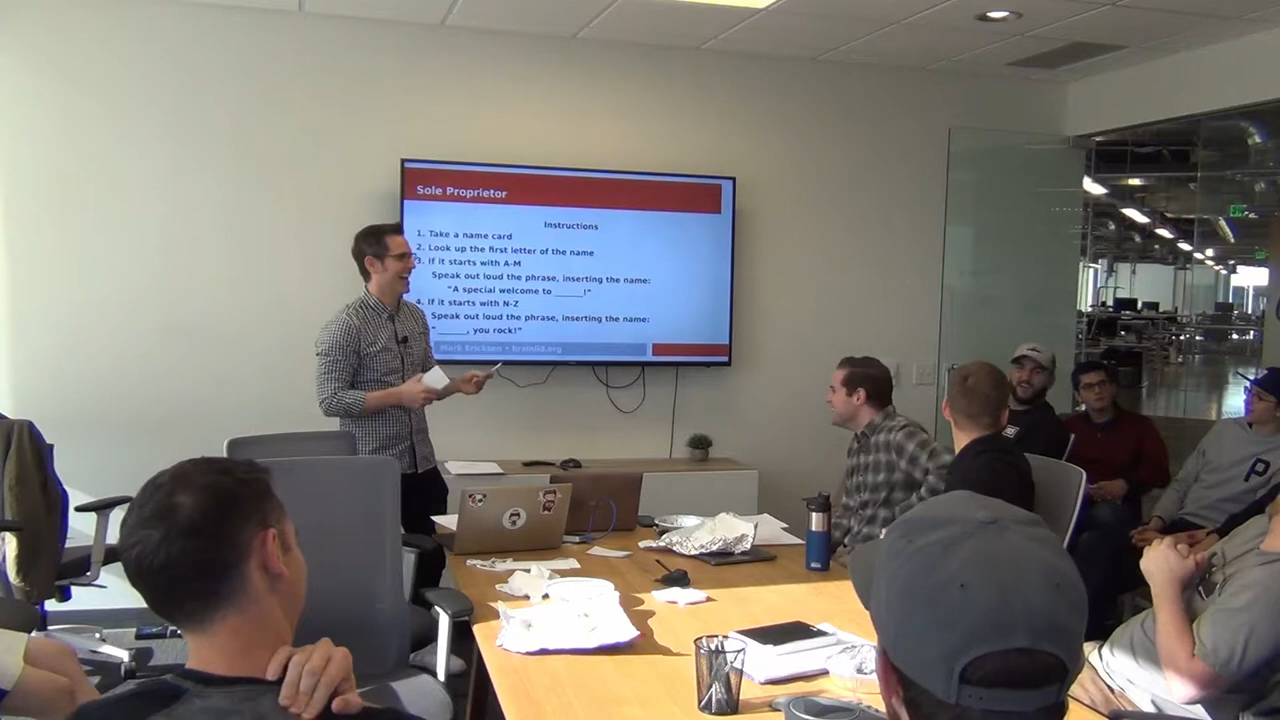 Sole Proprietor
Instructions
1. Take a name card
2. Look up the first letter of the name
3. If it starts with A-M
Speak out loud the phrase, inserting the name:
"A special welcome to ______!"
4. If it starts with N-Z
Speak out loud the phrase, inserting the name:
"______, you rock!"
Mark Ericksen • brainlid.org
P